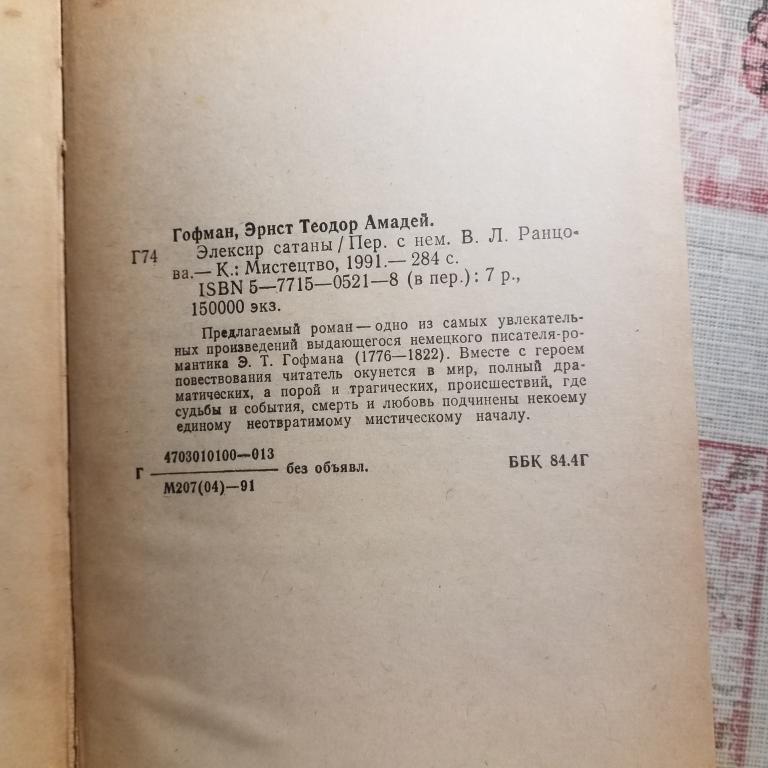 Гофман, Эрнст Теодор Амадей.
Г74 Элексир сатаны / Пер. с нем. В. Л. Ранцо-
ва.— К.: Мистецтво, 1991.— 284 с.
ISBN 5—7715—0521—8 (в пер.): 7 р.,
150000 экз.
Предлагаемый роман — одно из самых увлекатель-
ных произведений выдающегося немецкого писателя-ро-
мантика Э. Т. Гофмана (1776—1822). Вместе с героем
повествования читатель окунется в мир, полный дра-
матических, а порой и трагических, происшествий, где
судьбы и события, смерть и любовь подчинены некоему
единому неотвратимому мистическому началу.
4703010100—013
Г без объявл. ББК 84.4Г
М207(04)—91